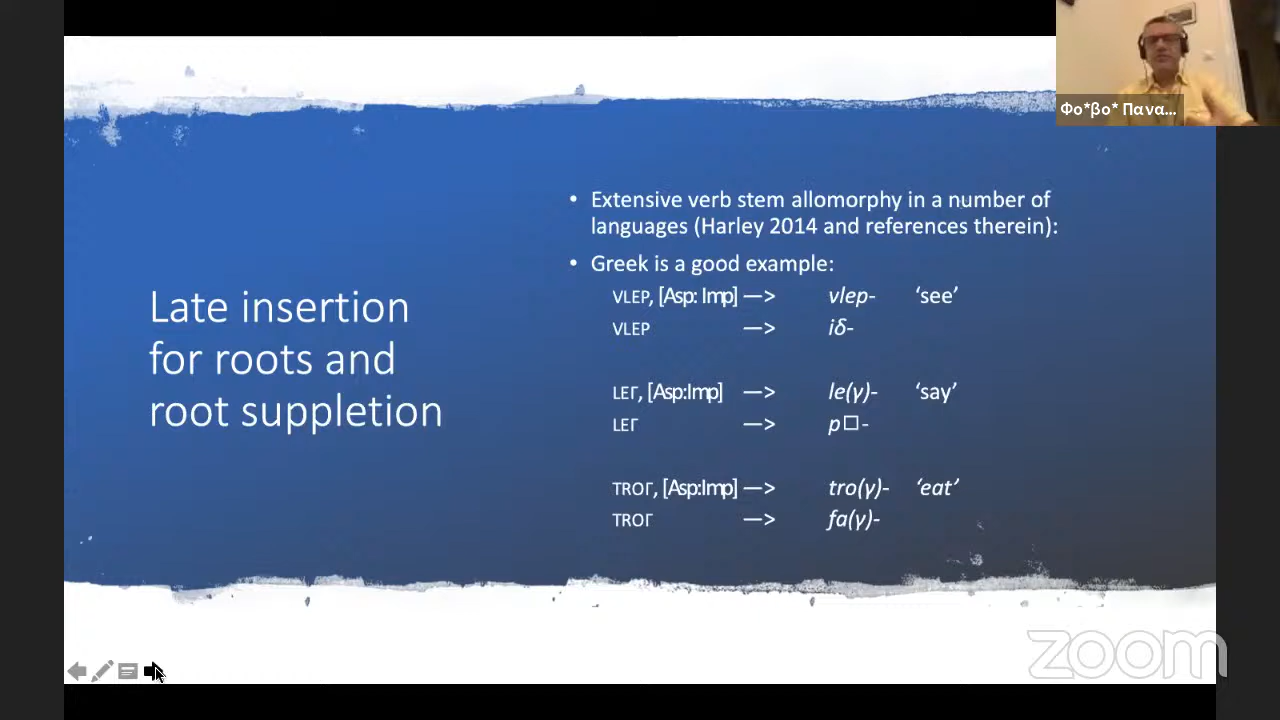 Φο*βο* Πανα...
Late insertion
for roots and
root suppletion
• Extensive verb stem allomorphy in a number of
languages (Harley 2014 and references therein):
• Greek is a good example:
VLEP, [Asp: Imp] —> vlep- ‘see’
VLEP —> iδ-
LEΓ, [Asp:Imp] —> le(γ)- ‘say’
LEΓ —> p□-
TROΓ, [Asp:Imp] —> tro(γ)- ‘eat’
TROΓ —> fa(γ)-
zoom